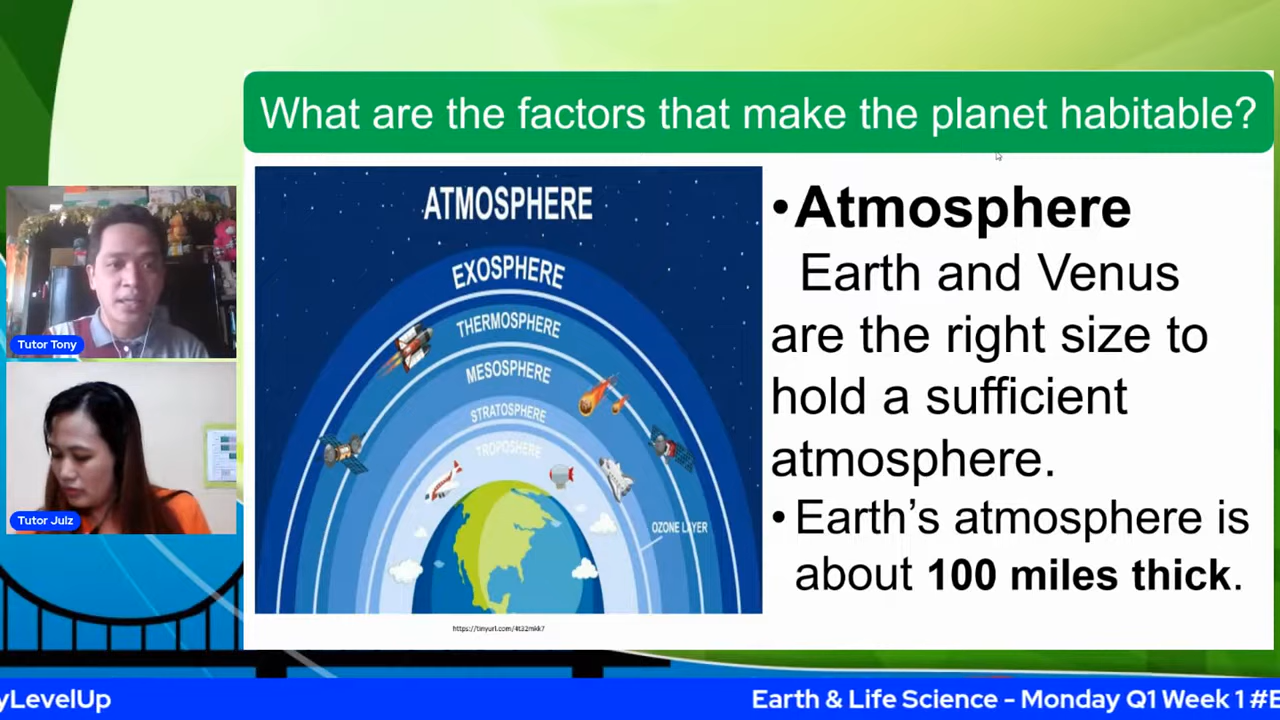 What are the factors that make the planet habitable?
ATMOSPHERE
EXOSPHERE
THERMOSPHERE
MESOSPHERE
STRATOSPHERE
TROPOSHERE
OZONE LAYER
https://tinyurl.com/4t32mkk7
•Atmosphere
Earth and Venus
are the right size to
hold a sufficient
atmosphere.
•Earth’s atmosphere is
about 100 miles thick.
Tutor Tony
Tutor Julz
yLevelUp
Earth & Life Science - Monday Q1 Week 1 #E